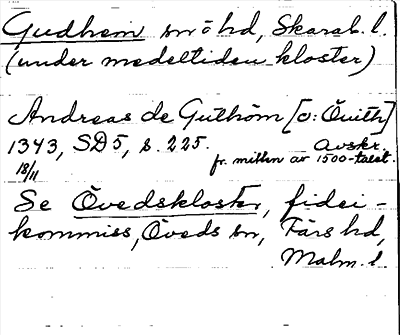 Gudhem sn o hd, Skarab. l.
(under medeltiden kloster)
Andreas de Guthöm [ɔ: Öuith]
1343, SD 5, s. 225. Avskr.
18/11 fr. mitten av 1500-talet.
Se Övedskloster, fidei-
kommiss, Öveds sn, Färs hd,
Malm. l.